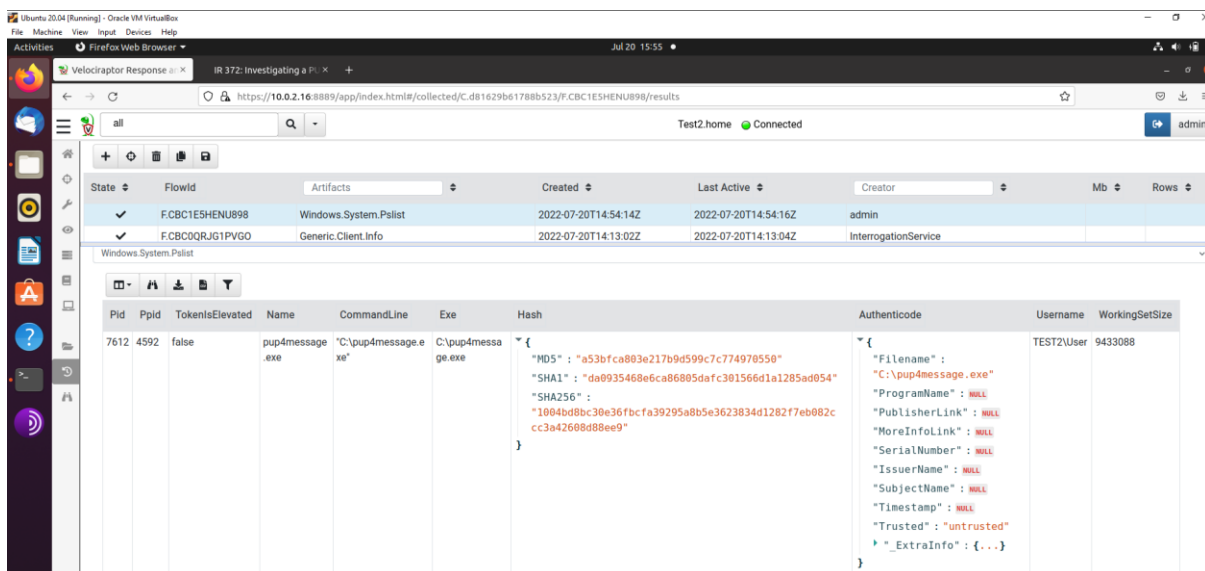 Ubuntu 20.04 [Running] - Oracle VM VirtualBox
File Machine View Input Devices Help
Activities Firefox Web Browser Jul 20 15:55
Velociraptor Response an IR 372: Investigating a PU
https://10.0.2.16:8889/app/index.html#/collected/C.d81629b61788b523/F.CBC1E5HENU898/results
all Test2.home Connected admin
State FlowId Artifacts Created Last Active Creator Mb Rows
F.CBC1E5HENU898 Windows.System.Pslist 2022-07-20T14:54:14Z 2022-07-20T14:54:16Z admin
F.CBC0QRJG1PVGO Generic.Client.Info 2022-07-20T14:13:02Z 2022-07-20T14:13:04Z InterrogationService
Windows.System.Pslist
Pid Ppid TokenIsElevated Name CommandLine Exe Hash Authenticode Username WorkingSetSize
7612 4592 false pup4message "C:\pup4message.e C:\pup4messa { { TEST2\User 9433088
.exe xe" ge.exe "MD5" : "a53bfca803e217b9d599c7c774970550" "Filename" :
"SHA1" : "da0935468e6ca86805dafc301566d1a1285ad054" "C:\pup4message.exe"
"SHA256" : "ProgramName" : NULL
"1004bd8bc30e36fbcfa39295a8b5e3623834d1282f7eb082c "PublisherLink" : NULL
cc3a42608d88ee9" "MoreInfoLink" : NULL
} "SerialNumber" : NULL
"IssuerName" : NULL
"SubjectName" : NULL
"Timestamp" : NULL
"Trusted" : "untrusted"
"_ExtraInfo" : {...}
}